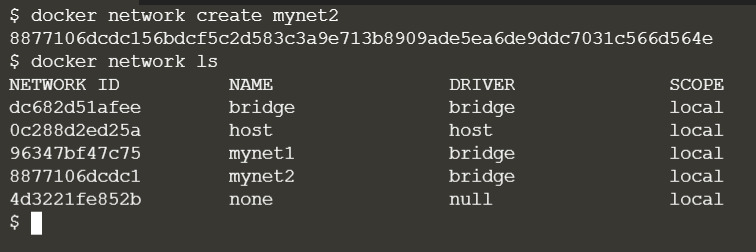 $ docker network create mynet2
8877106dcdc156bdcf5c2d583c3a9e713b8909ade5ea6de9ddc7031c566d564e
$ docker network ls
NETWORK ID NAME DRIVER SCOPE
dc682d51afee bridge bridge local
0c288d2ed25a host host local
96347bf47c75 mynet1 bridge local
8877106dcdc1 mynet2 bridge local
4d3221fe852b none null local
$